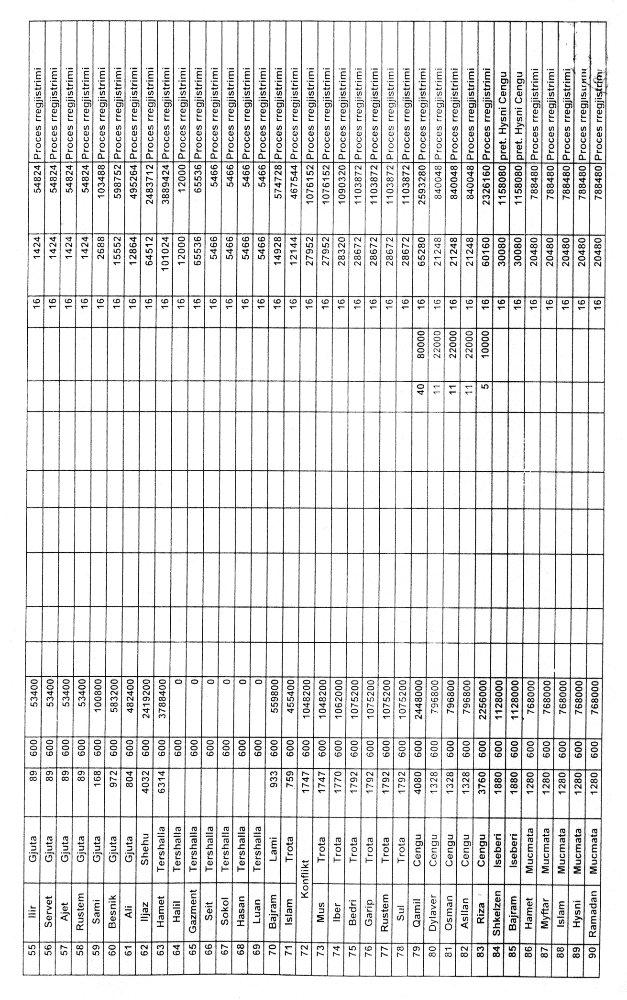 55 Ilir Gjuta 89 600 53400 16 1424 54824 Proces rregjistrimi
56 Servet Gjuta 89 600 53400 16 1424 54824 Proces rregjistrimi
57 Ajet Gjuta 89 600 53400 16 1424 54824 Proces rregjistrimi
58 Rustem Gjuta 89 600 53400 16 1424 54824 Proces rregjistrimi
59 Sami Gjuta 168 600 100800 16 2688 103488 Proces rregjistrimi
60 Besnik Gjuta 972 600 583200 16 15552 598752 Proces rregjistrimi
61 Ali Gjuta 804 600 482400 16 12864 495264 Proces rregjistrimi
62 Iljaz Shehu 4032 600 2419200 16 64512 2483712 Proces rregjistrimi
63 Hamet Tershalla 6314 600 3788400 16 101024 3889424 Proces rregjistrimi
64 Halil Tershalla 600 0 16 12000 12000 Proces rregjistrimi
65 Gazment Tershalla 600 0 16 65536 65536 Proces rregjistrimi
66 Seit Tershalla 600 0 16 5466 5466 Proces rregjistrimi
67 Sokol Tershalla 600 0 16 5466 5466 Proces rregjistrimi
68 Hasan Tershalla 600 0 16 5466 5466 Proces rregjistrimi
69 Luan Tershalla 600 0 16 5466 5466 Proces rregjistrimi
70 Bajram Lami 933 600 559800 16 14928 574728 Proces rregjistrimi
71 Islam Trota 759 600 455400 16 12144 467544 Proces rregjistrimi
72 Konflikt 1747 600 1048200 16 27952 1076152 Proces rregjistrimi
73 Mus Trota 1747 600 1048200 16 27952 1076152 Proces rregjistrimi
74 Iber Trota 1770 600 1062000 16 28320 1090320 Proces rregjistrimi
75 Bedri Trota 1792 600 1075200 16 28672 1103872 Proces rregjistrimi
76 Garip Trota 1792 600 1075200 16 28672 1103872 Proces rregjistrimi
77 Rustem Trota 1792 600 1075200 16 28672 1103872 Proces rregjistrimi
78 Sul Trota 1792 600 1075200 16 28672 1103872 Proces rregjistrimi
79 Qamil Cengu 4080 600 2448000 40 80000 16 65280 2593280 Proces rregjistrimi
80 Dylaver Cengu 1328 600 796800 11 22000 16 21248 840048 Proces rregjistrimi
81 Osman Cengu 1328 600 796800 11 22000 16 21248 840048 Proces rregjistrimi
82 Asllan Cengu 1328 600 796800 11 22000 16 21248 840048 Proces rregjistrimi
83 Riza Cengu 3760 600 2256000 5 10000 16 60160 2326160 Proces rregjistrimi
84 Shkelzen Iseberi 1880 600 1128000 16 30080 1158080 pret. Hysni Cengu
85 Bajram Iseberi 1880 600 1128000 16 30080 1158080 pret. Hysni Cengu
86 Hamet Mucmata 1280 600 768000 16 20480 788480 Proces rregjistrimi
87 Myftar Mucmata 1280 600 768000 16 20480 788480 Proces rregjistrimi
88 Islam Mucmata 1280 600 768000 16 20480 788480 Proces rregjistrimi
89 Hysni Mucmata 1280 600 768000 16 20480 788480 Proces rregjistrimi
90 Ramadan Mucmata 1280 600 768000 16 20480 788480 Proces rregjistrimi